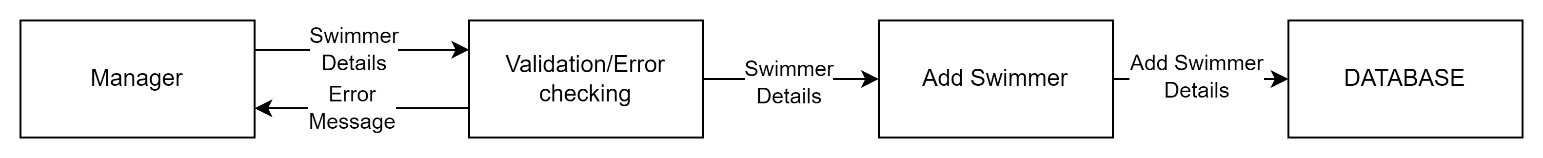 Manager
Swimmer
Details
Error
Message
Validation/Error
checking
Swimmer
Details
Add Swimmer
Add Swimmer
Details
DATABASE